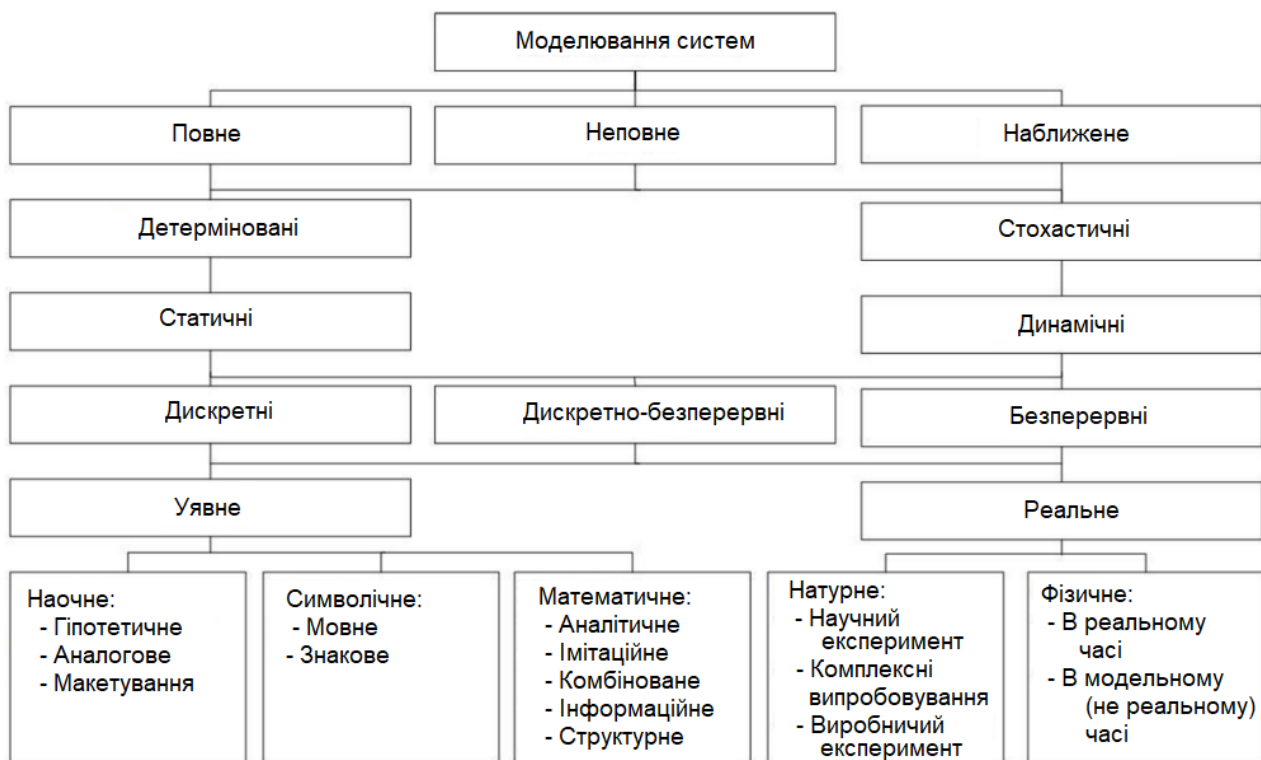 Моделювання систем
Повне
Неповне
Наближене
Детерміновані
Стохастичні
Статичні
Динамічні
Дискретні
Дискретно-безперервні
Безперервні
Уявне
Реальне
Наочне:
- Гіпотетичне
- Аналогове
- Макетування
Символічне:
- Мовне
- Знакове
Математичне:
- Аналітичне
- Імітаційне
- Комбіноване
- Інформаційне
- Структурне
Натурне:
- Научний
експеримент
- Комплексні
випробовування
- Виробничий
експеримент
Фізичне:
- В реальному
часі
- В модельному
(не реальному)
часі